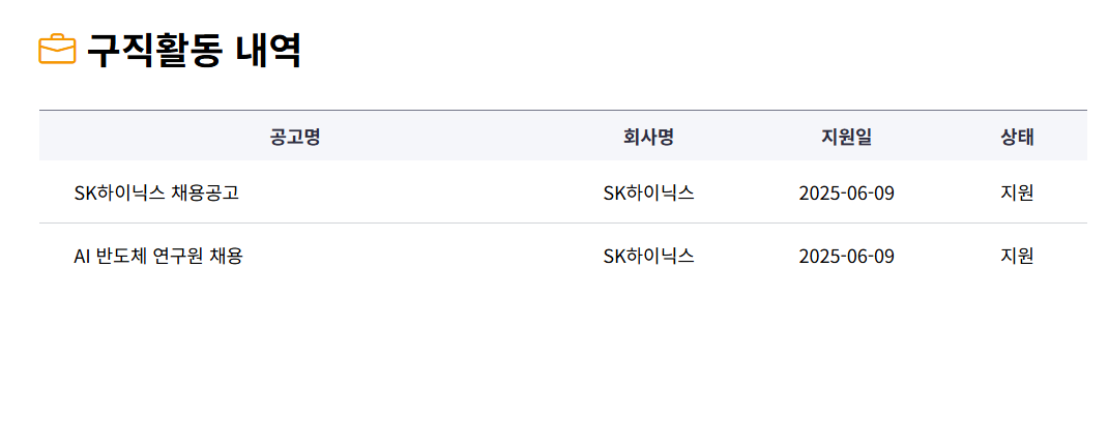 구직활동 내역
공고명 회사명 지원일 상태
SK하이닉스 채용공고 SK하이닉스 2025-06-09 지원
AI 반도체 연구원 채용 SK하이닉스 2025-06-09 지원